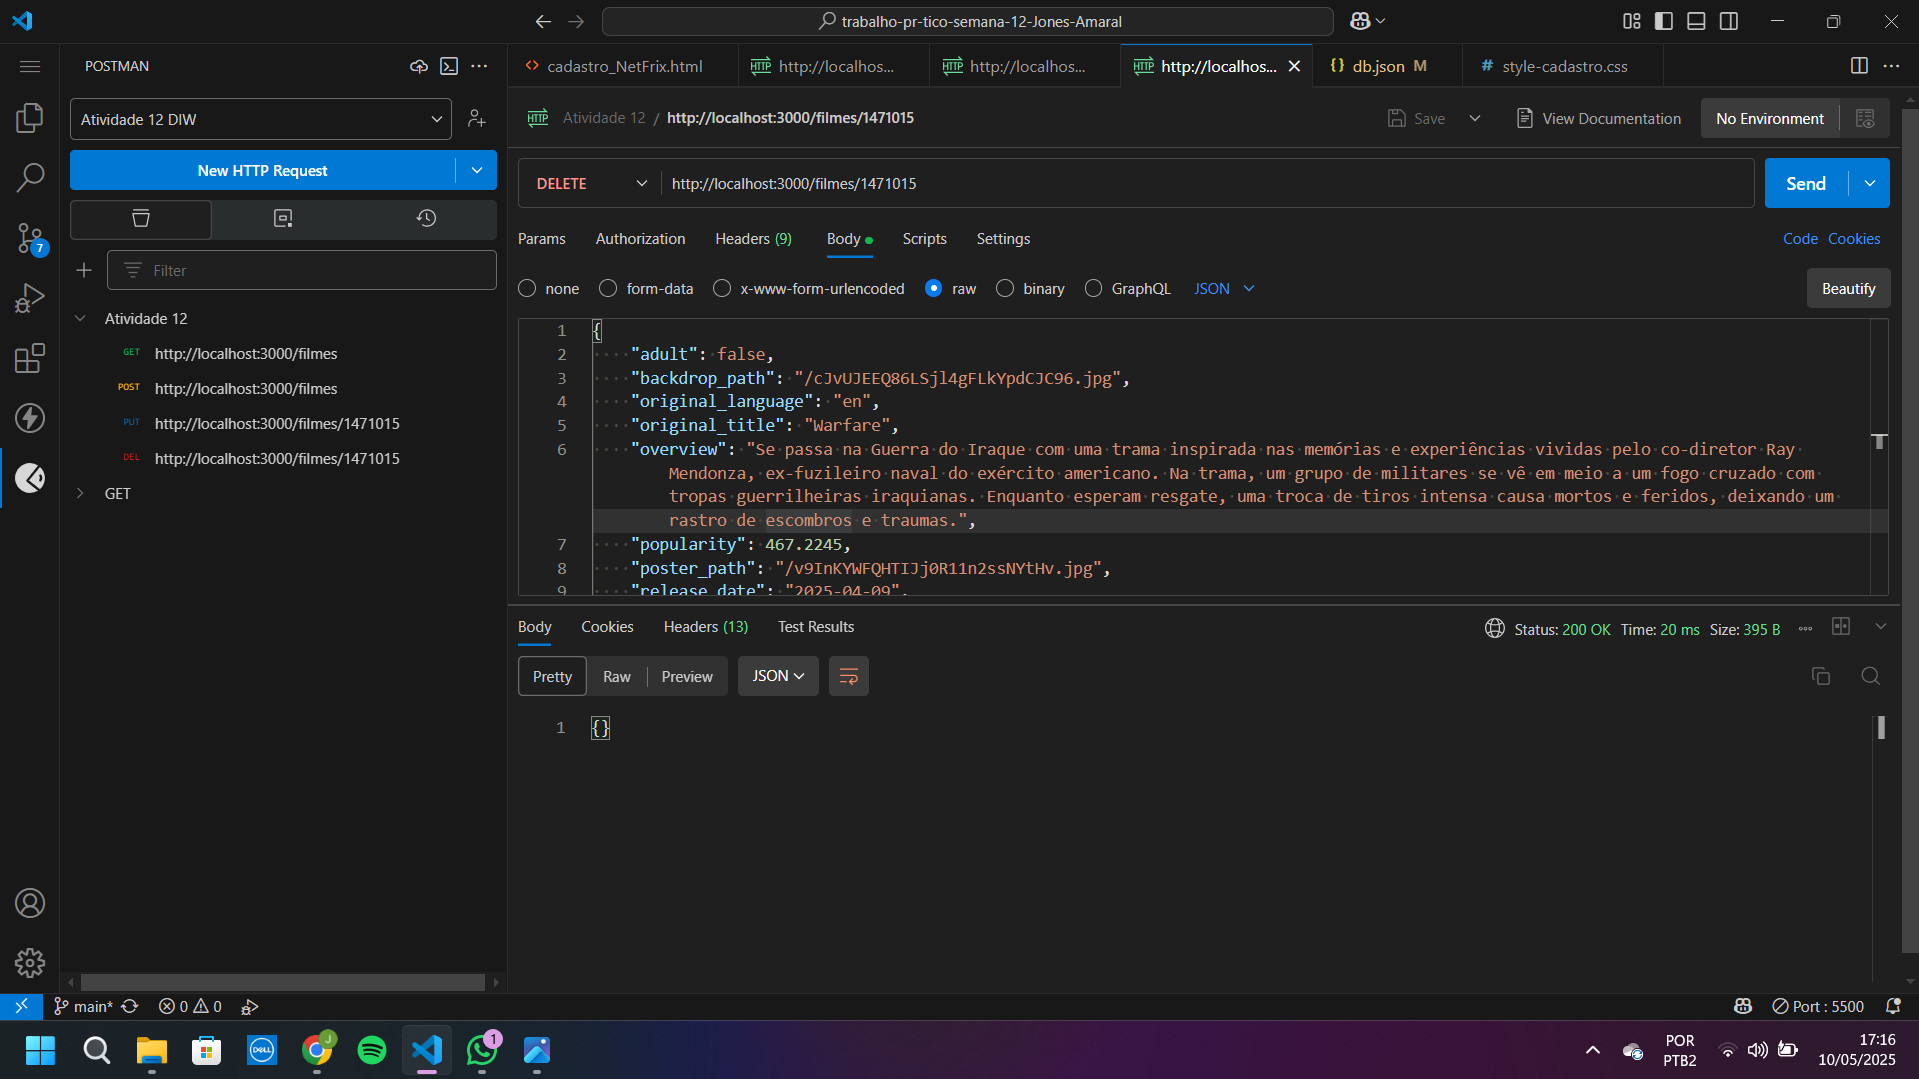 trabalho-pr-tico-semana-12-Jones-Amaral
POSTMAN
cadastro_NetFrix.html
HTTP http://localhos...
HTTP http://localhos...
HTTP http://localhos...
{} db.json M
# style-cadastro.css
Atividade 12 DIW
New HTTP Request
Filter
Atividade 12
GET http://localhost:3000/filmes
POST http://localhost:3000/filmes
PUT http://localhost:3000/filmes/1471015
DEL http://localhost:3000/filmes/1471015
GET
7
HTTP Atividade 12 / http://localhost:3000/filmes/1471015
Save
View Documentation
No Environment
DELETE http://localhost:3000/filmes/1471015
Send
Params Authorization Headers (9) Body Scripts Settings
Code Cookies
none form-data x-www-form-urlencoded raw binary GraphQL JSON
Beautify
1 {
2 "adult": false,
3 "backdrop_path": "/cJvUJEEQ86LSjl4gFLkYpdCJC96.jpg",
4 "original_language": "en",
5 "original_title": "Warfare",
6 "overview": "Se passa na Guerra do Iraque com uma trama inspirada nas memórias e experiências vividas pelo co-diretor Ray
Mendonza, ex-fuzileiro naval do exército americano. Na trama, um grupo de militares se vê em meio a um fogo cruzado com
tropas guerrilheiras iraquianas. Enquanto esperam resgate, uma troca de tiros intensa causa mortos e feridos, deixando um
rastro de escombros e traumas.",
7 "popularity": 467.2245,
8 "poster_path": "/v9InKYWFQHTIJj0R11n2ssNYtHv.jpg",
9 "release_date": "2025-04-09",
Body Cookies Headers (13) Test Results
Status: 200 OK Time: 20 ms Size: 395 B
Pretty Raw Preview JSON
1 {}
main* 0 0
Port : 5500
DELL
J
1
POR
PTB2
17:16
10/05/2025